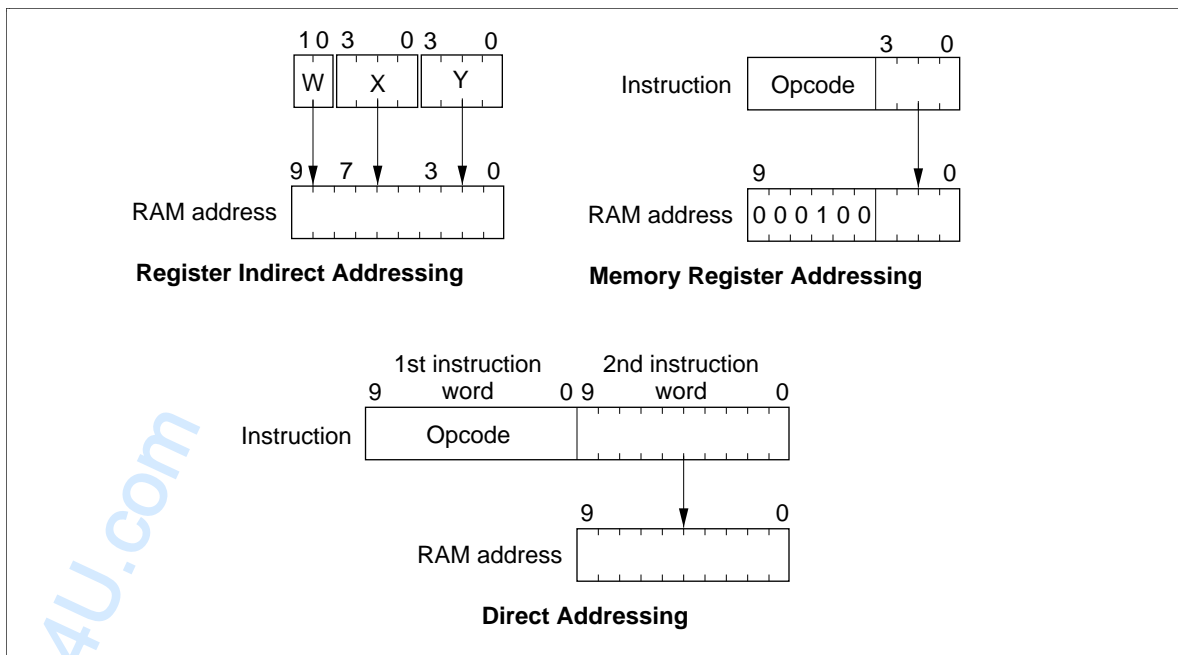 1 0 3 0 3 0
W X Y
9 7 3 0
RAM address
Register Indirect Addressing
3 0
Instruction Opcode
9 0
RAM address 0 0 0 1 0 0
Memory Register Addressing
1st instruction word 2nd instruction word
9 0 9 0
Instruction Opcode
9 0
RAM address
Direct Addressing
4U.com